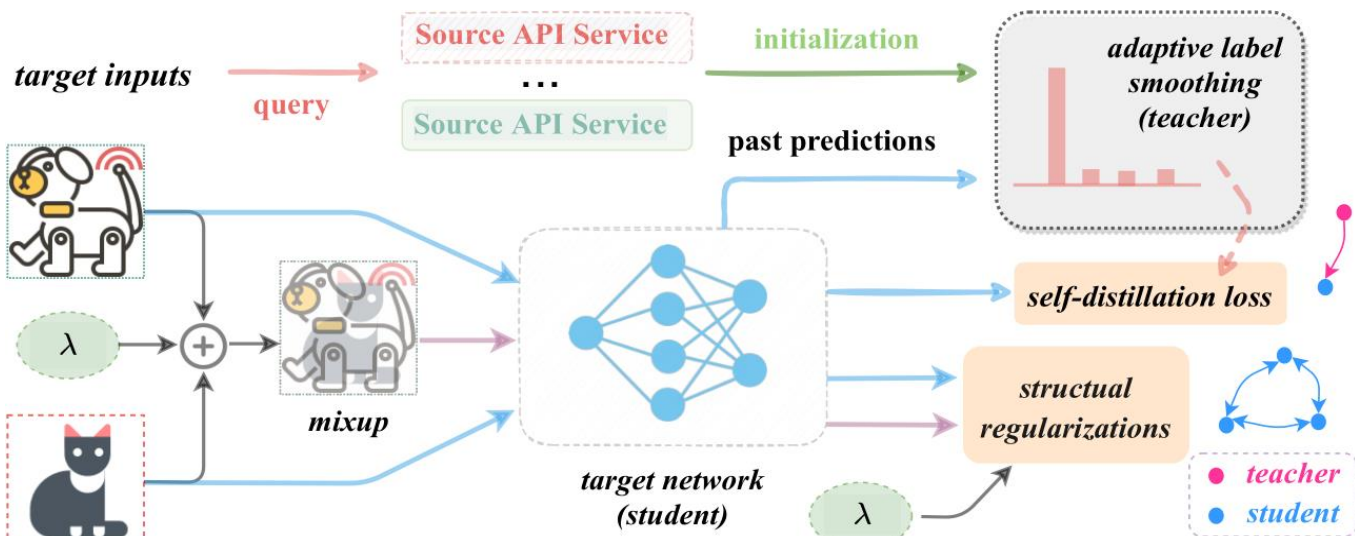 target inputs
query
Source API Service
...
Source API Service
initialization
adaptive label
smoothing
(teacher)
past predictions
λ
+
mixup
target network
(student)
self-distillation loss
structual
regularizations
λ
teacher
student